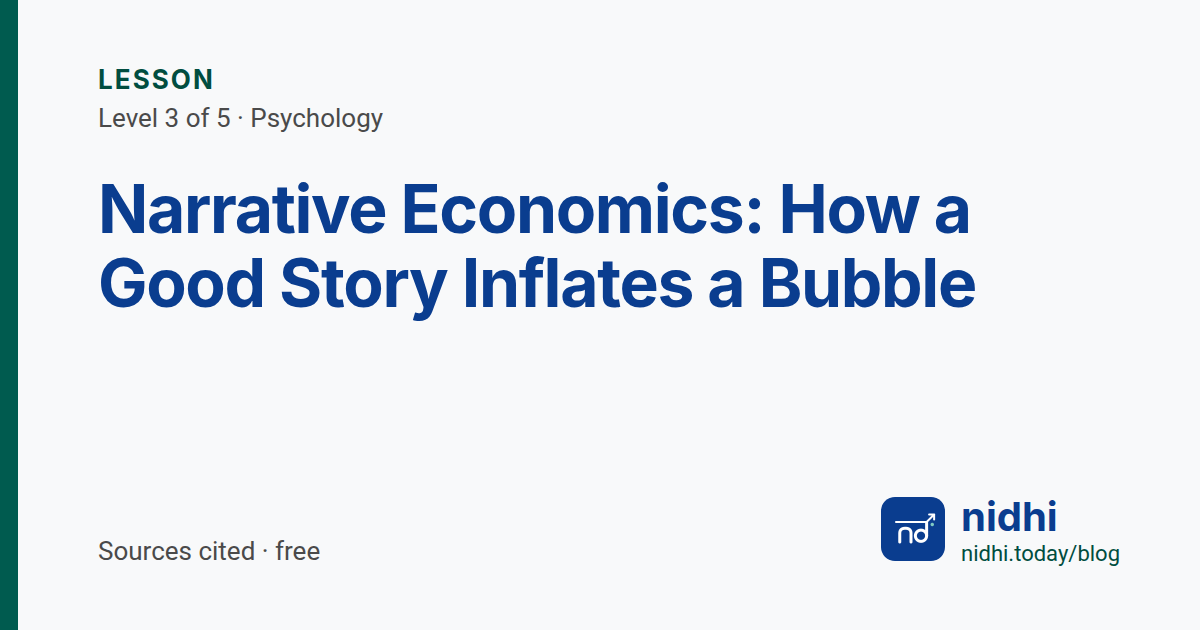 LESSON
Level 3 of 5 · Psychology
Narrative Economics: How a
Good Story Inflates a Bubble
Sources cited · free
nd
nidhi
nidhi.today/blog